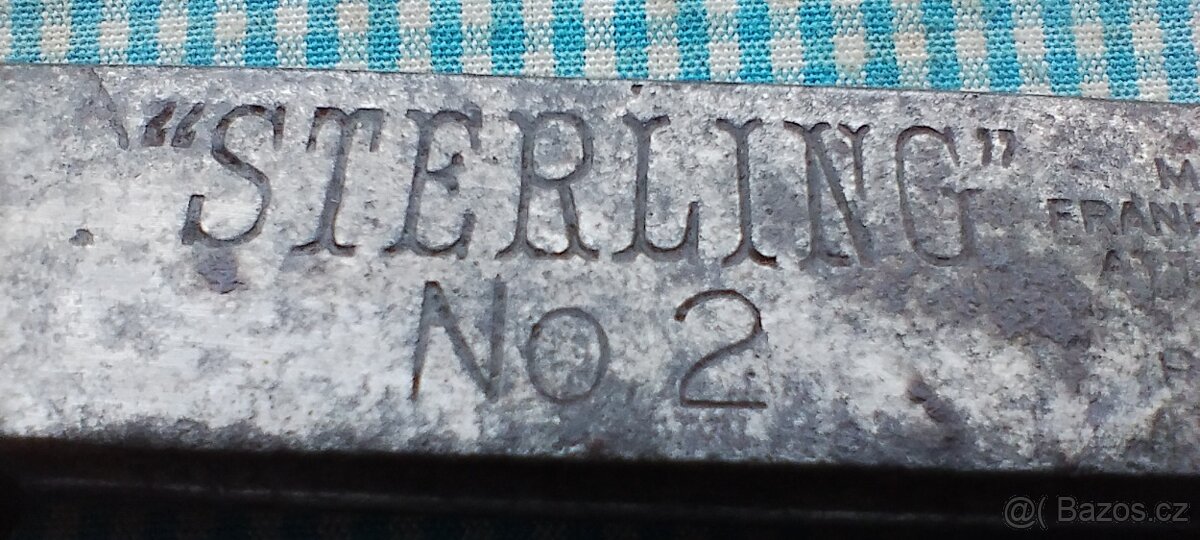 "STERLING"
No 2
@( Bazos.cz